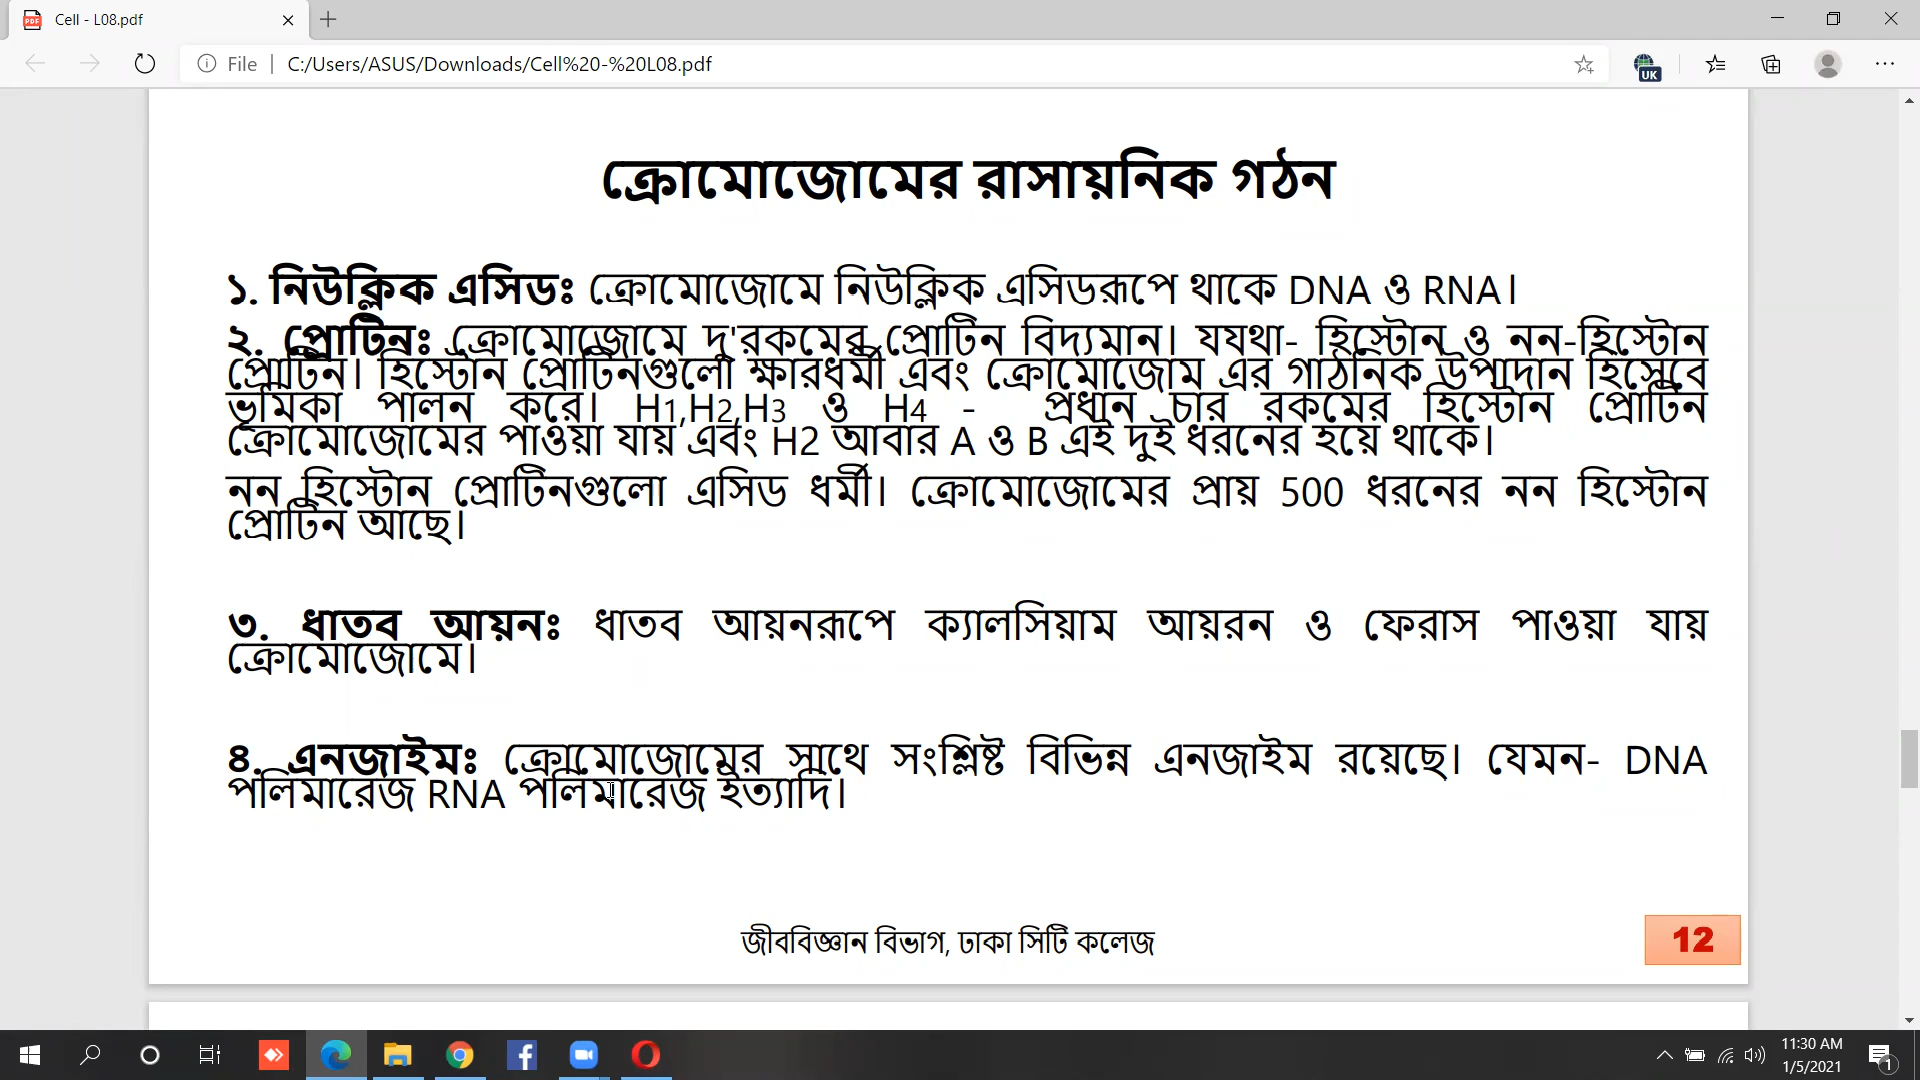 Cell - L08.pdf
File
C:/Users/ASUS/Downloads/Cell%20-%20L08.pdf
UK
ক্রোমোজোমের রাসায়নিক গঠন
১. নিউক্লিক এসিডঃ ক্রোমোজোমে নিউক্লিক এসিডরূপে থাকে DNA ও RNA।
২. প্রোটিনঃ ক্রোমোজোমে দু'রকমের প্রোটিন বিদ্যমান। যযথা- হিস্টোন ও নন-হিস্টোন
প্রোটিন। হিস্টোন প্রোটিনগুলো ক্ষারধর্মী এবং ক্রোমোজোম এর গাঠনিক উপাদান হিসেবে
ভূমিকা পালন করে। H1,H2,H3 ও H4 - প্রধান চার রকমের হিস্টোন প্রোটিন
ক্রোমোজোমের পাওয়া যায় এবং H2 আবার A ও B এই দুই ধরনের হয়ে থাকে।
নন হিস্টোন প্রোটিনগুলো এসিড ধর্মী। ক্রোমোজোমের প্রায় 500 ধরনের নন হিস্টোন
প্রোটিন আছে।
৩. ধাতব আয়নঃ ধাতব আয়নরূপে ক্যালসিয়াম আয়রন ও ফেরাস পাওয়া যায়
ক্রোমোজোমে।
৪. এনজাইমঃ ক্রোমোজোমের সাথে সংশ্লিষ্ট বিভিন্ন এনজাইম রয়েছে। যেমন- DNA
পলিমারেজ RNA পলিমারেজ ইত্যাদি।
জীববিজ্ঞান বিভাগ, ঢাকা সিটি কলেজ
12
11:30 AM
1/5/2021
1